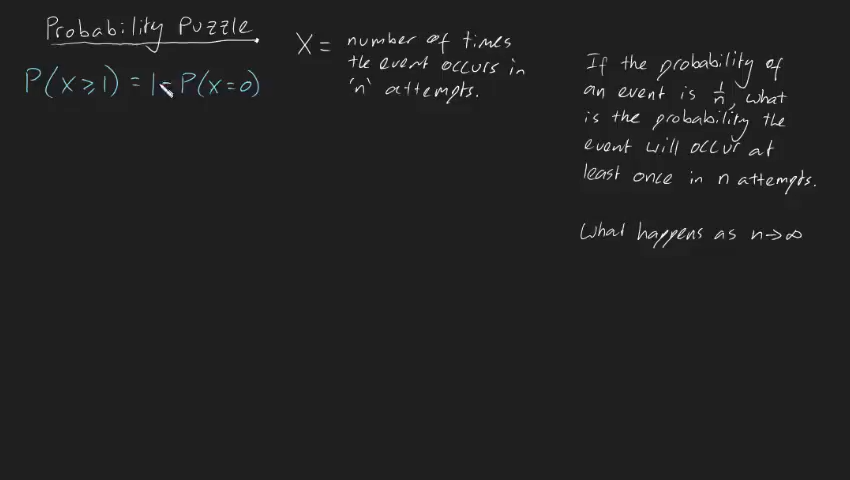 Probability Puzzle.
P(x≥1) = 1 - P(x=0)
X = number of times
the event occurs in
'n' attempts.
If the probability of
an event is 1/n, what
is the probability the
event will occur at
least once in n attempts.
What happens as n→∞